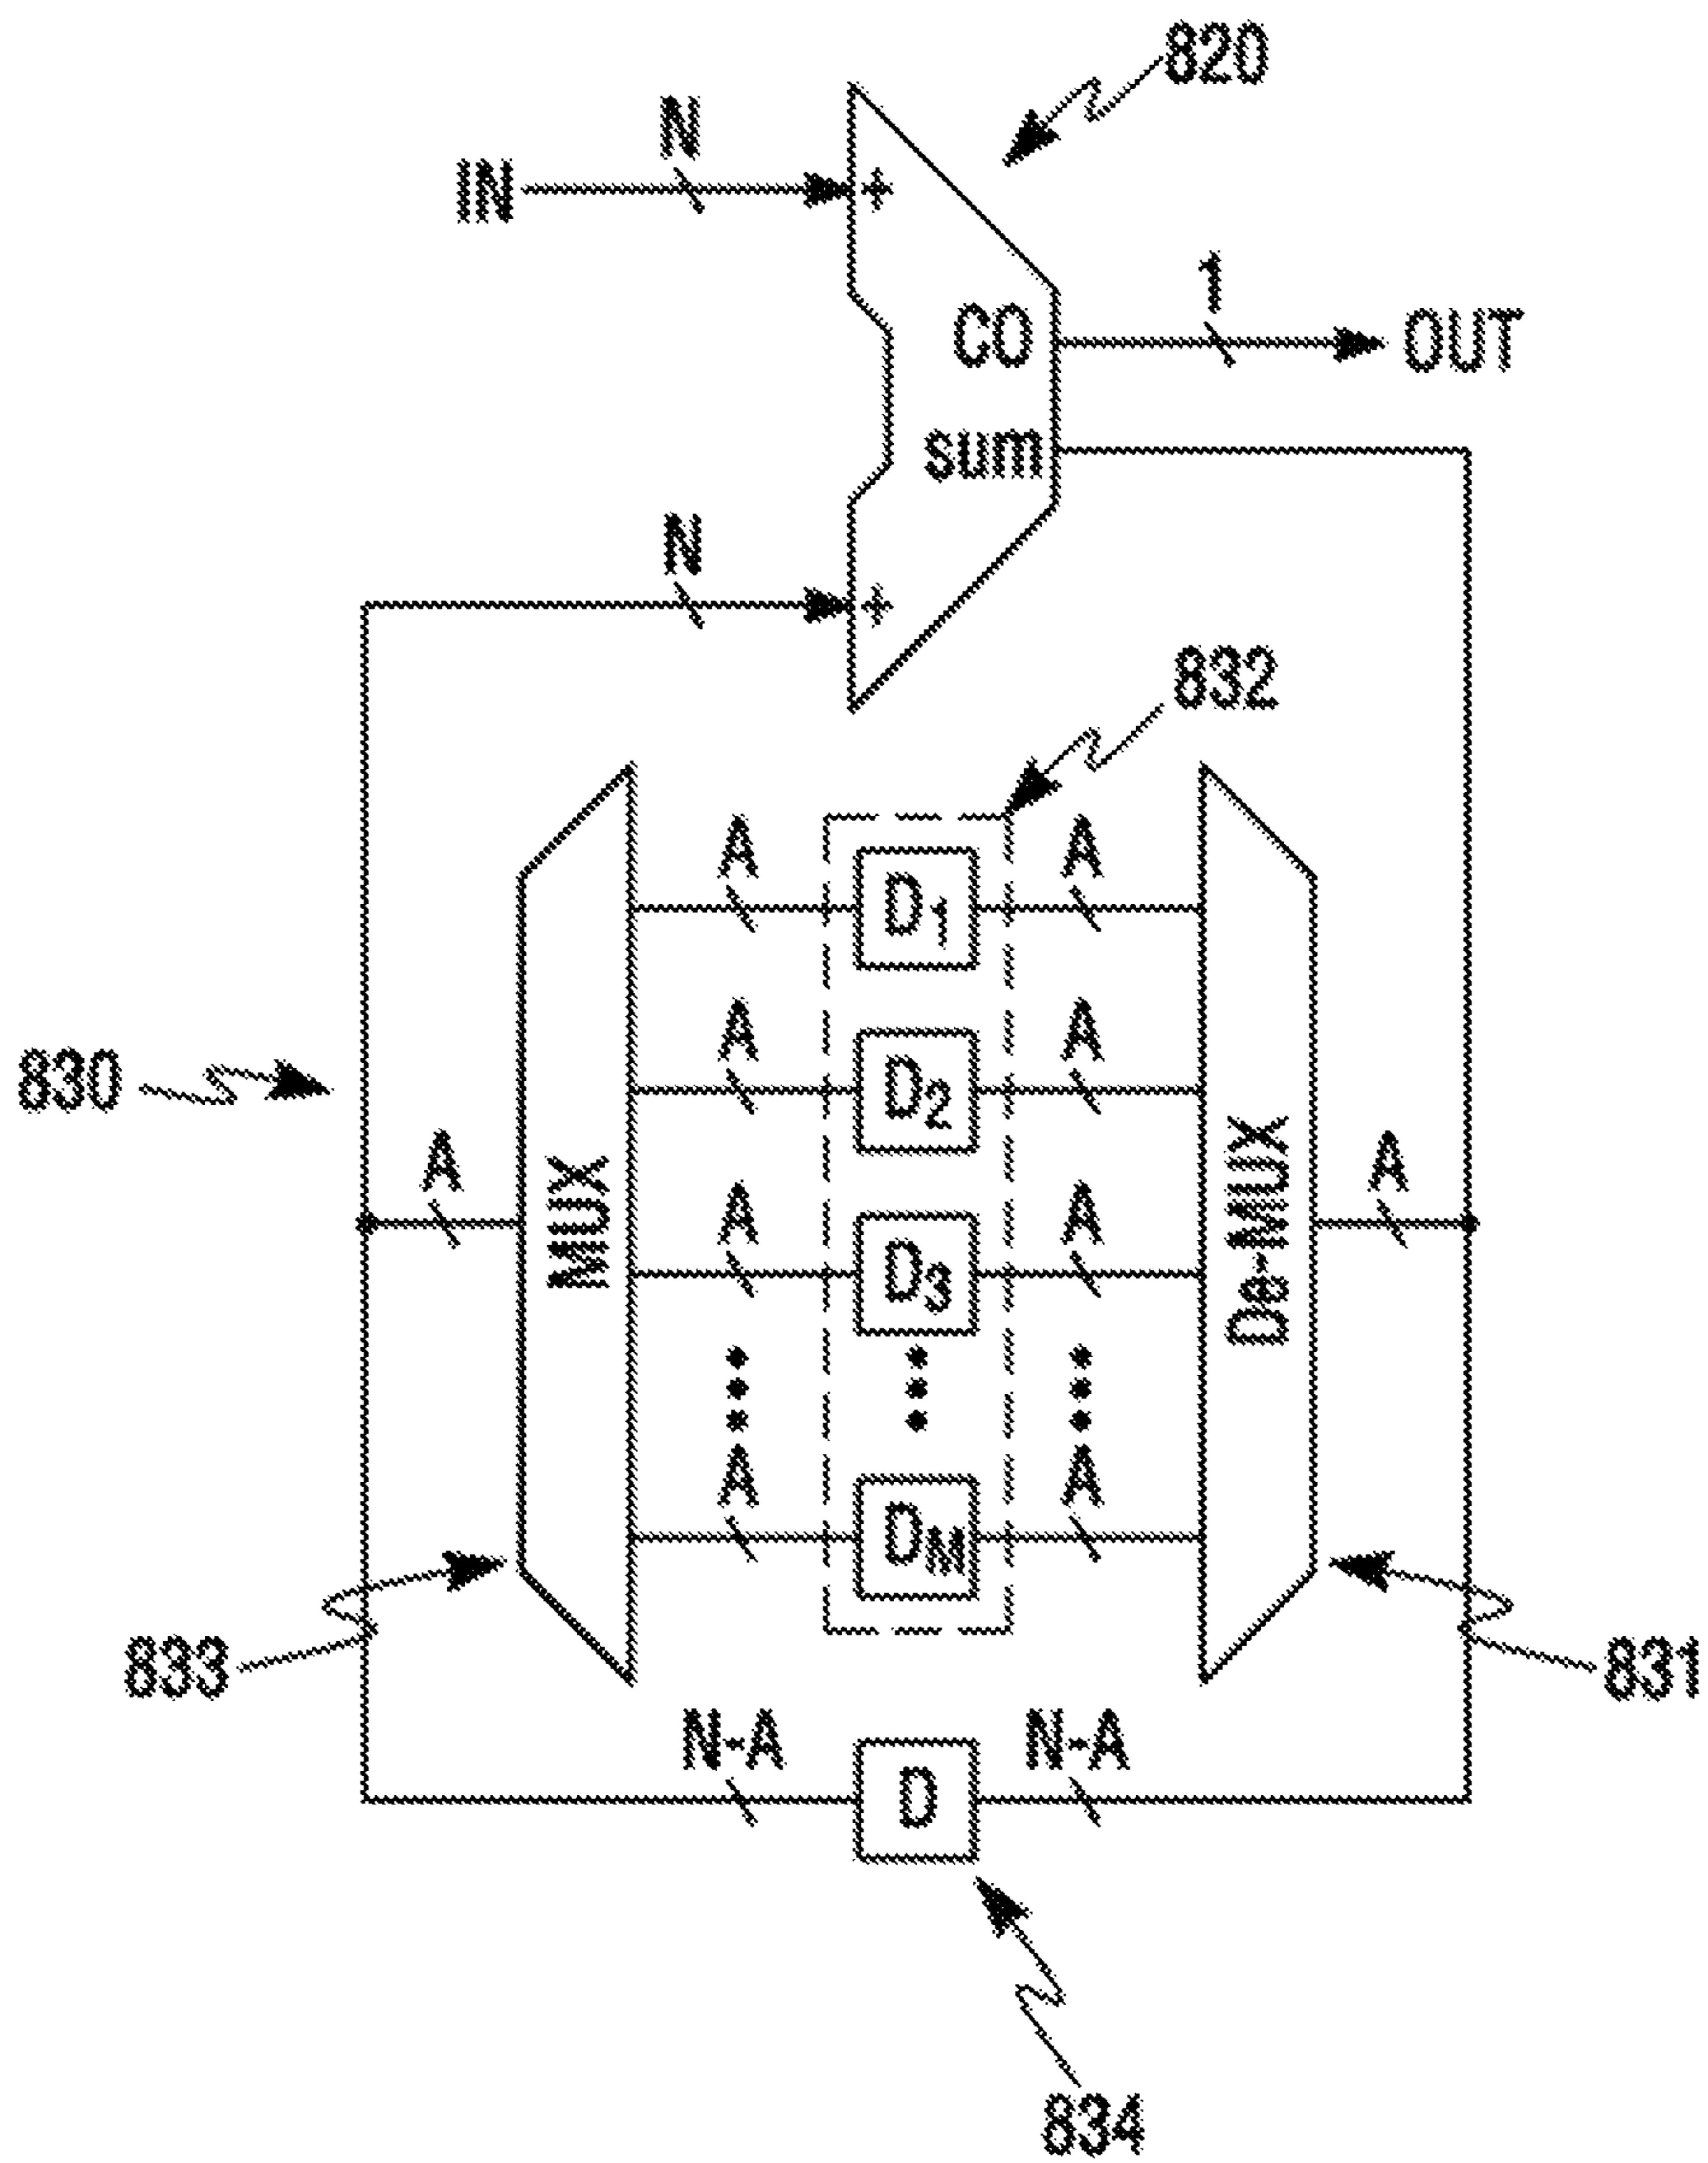 820
N
IN
+
1
CO
OUT
sum
N
+
832
A
A
D1
A
A
D2
830
A
A
A
A
D3
MUX
De-MUX
A
A
DM
833
831
N-A
N-A
D
834